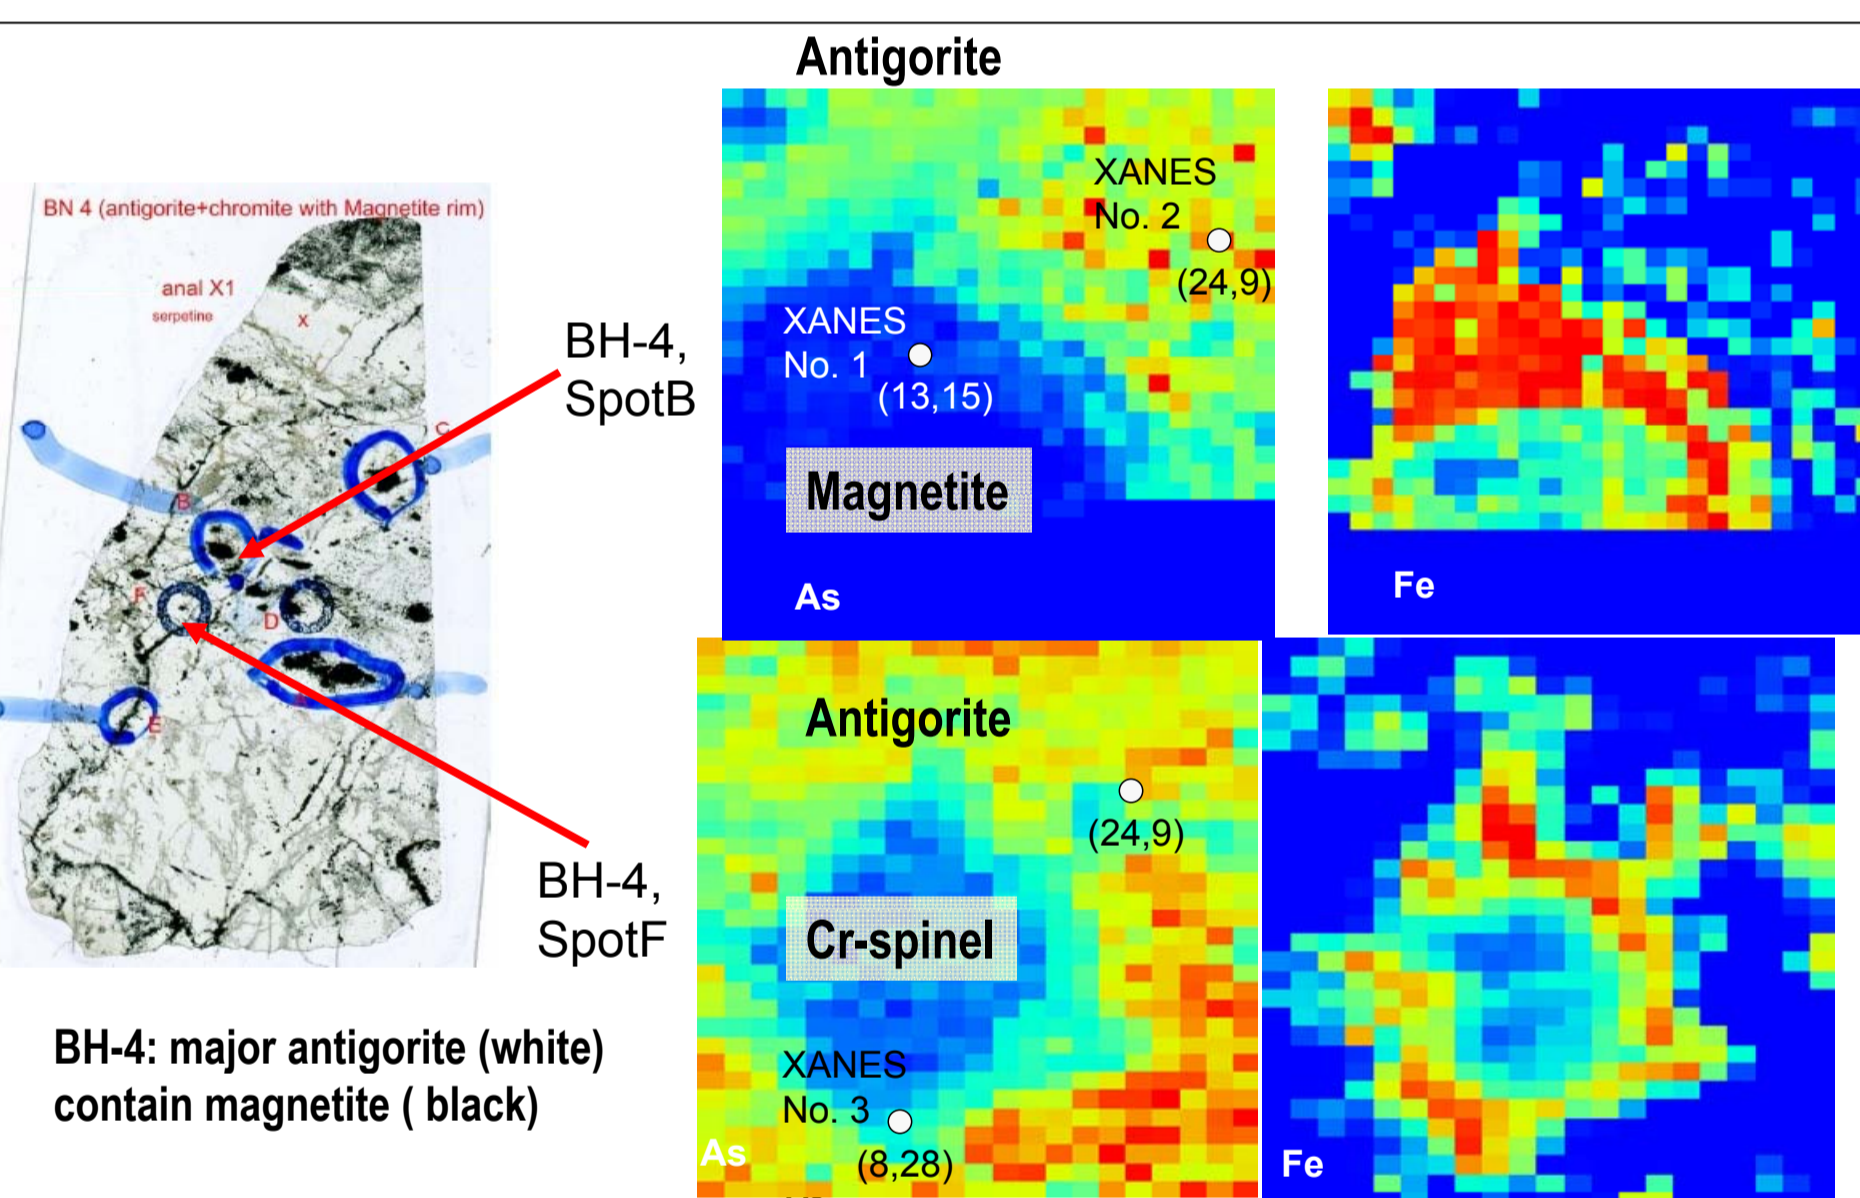 BN 4 (antigorite+chromite with Magnetite rim)
anal X1
serpetine
X
C
B
F
D
A
E
BH-4,
SpotB
BH-4,
SpotF
BH-4: major antigorite (white)
contain magnetite ( black)
Antigorite
XANES
No. 2
(24,9)
XANES
No. 1
(13,15)
Magnetite
As
Fe
Antigorite
(24,9)
Cr-spinel
XANES
No. 3
(8,28)
As
Fe